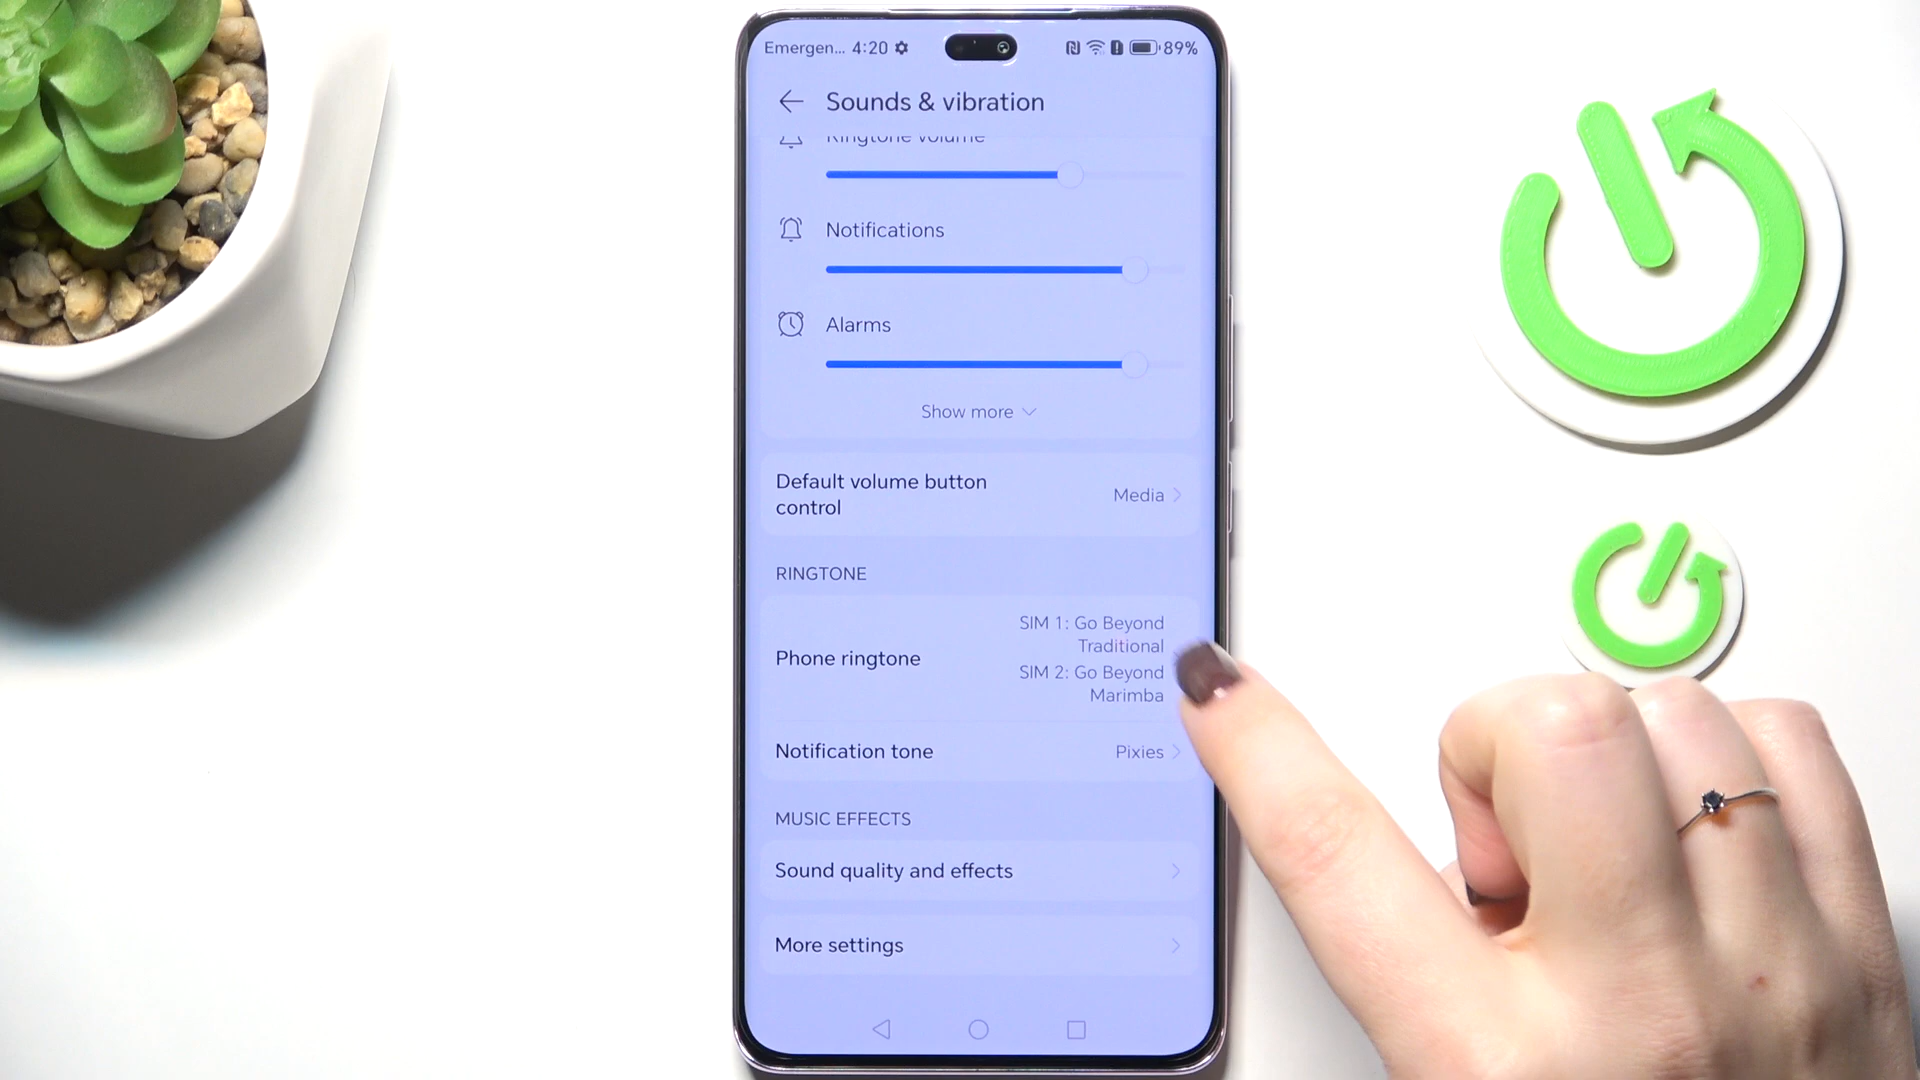 Emergen... 4:20 89%
Sounds & vibration
Ringtone volume
Notifications
Alarms
Show more
Default volume button
control
Media
RINGTONE
Phone ringtone
SIM 1: Go Beyond
Traditional
SIM 2: Go Beyond
Marimba
Notification tone
Pixies
MUSIC EFFECTS
Sound quality and effects
More settings